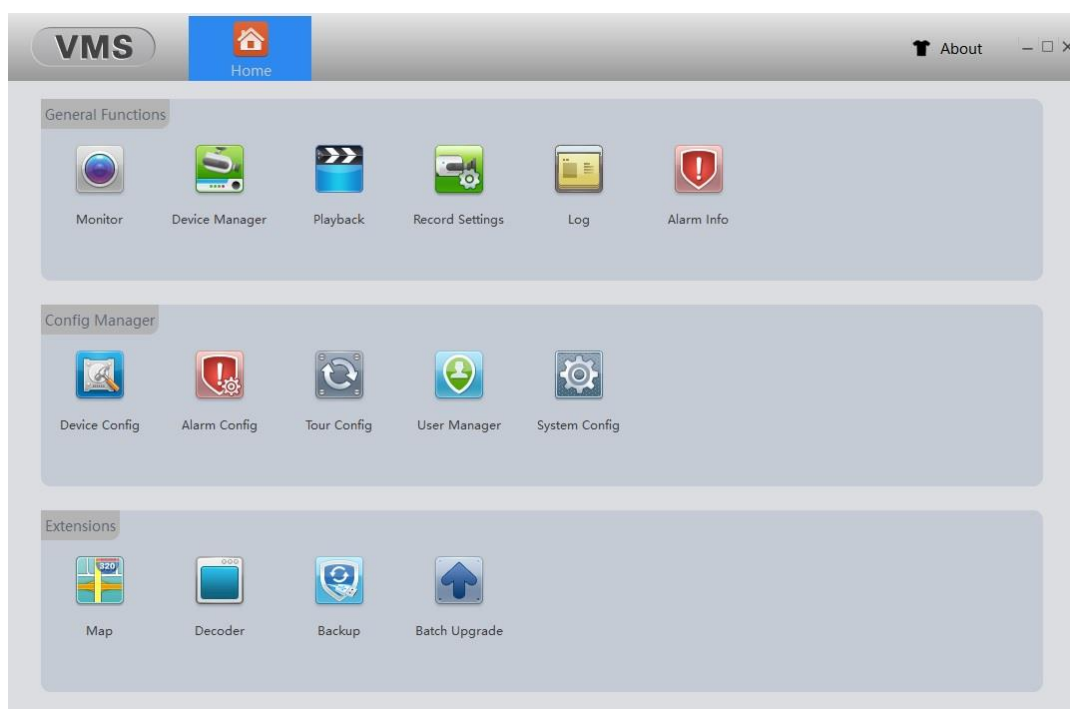 VMS
Home
About
General Functions
Monitor Device Manager Playback Record Settings Log Alarm Info
Config Manager
Device Config Alarm Config Tour Config User Manager System Config
Extensions
320
Map Decoder Backup Batch Upgrade